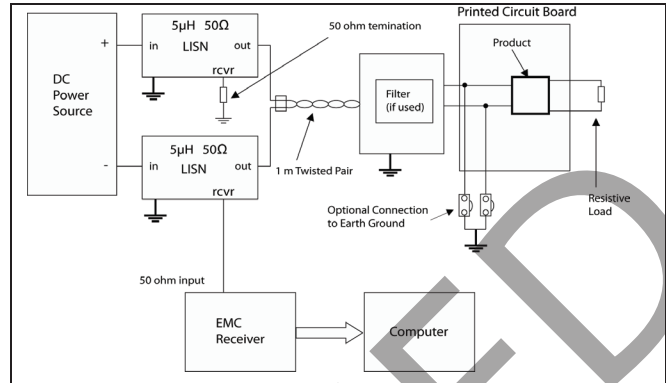 Printed Circuit Board
5μH 50Ω
LISN
in
out
rcvr
50 ohm temination
Product
+
DC
Power
Source
-
Filter
(if used)
5μH 50Ω
LISN
in
out
rcvr
1 m Twisted Pair
Optional Connection
to Earth Ground
Resistive
Load
50 ohm input
EMC
Receiver
Computer